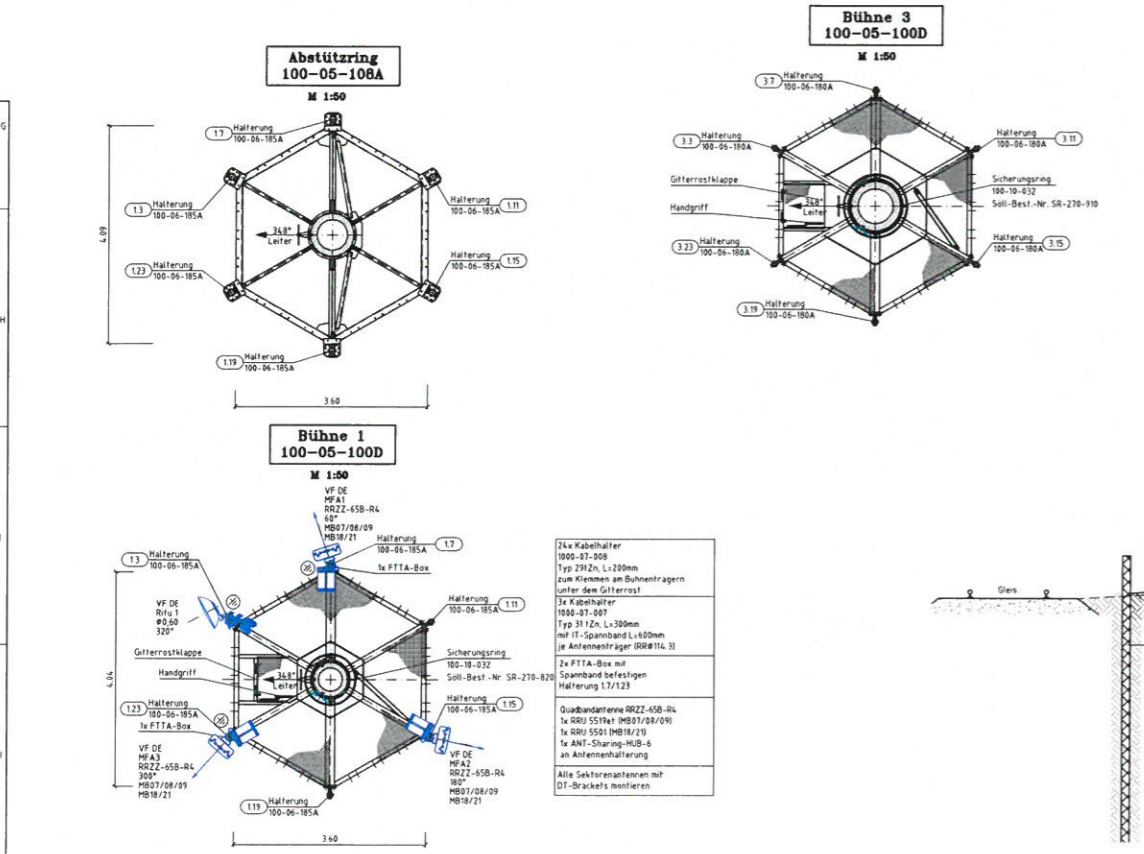 Abstützring
100-05-108A
M 1:50
1.7 Halterung
100-06-185A
1.3 Halterung
100-06-185A
Halterung 1.11
100-06-185A
348°
Leiter
1.23 Halterung
100-06-185A
Halterung 1.15
100-06-185A
1.19 Halterung
100-06-185A
4.09
3.60
Bühne 3
100-05-100D
M 1:50
3.7 Halterung
100-06-180A
3.3 Halterung
100-06-180A
Halterung 3.11
100-06-180A
Gitterrostklappe
Sicherungsring
100-10-032
Söll-Best.-Nr. SR-270-910
348°
Leiter
Handgriff
3.23 Halterung
100-06-180A
Halterung 3.15
100-06-180A
3.19 Halterung
100-06-180A
Bühne 1
100-05-100D
M 1:50
VF DE
MFA1
RRZZ-65B-R4
60°
MB07/08/09
MB18/21
Halterung 1.7
100-06-185A
1x FTTA-Box
1.3 Halterung
100-06-185A
VF DE
Rifu 1
Ø0,60
320°
Halterung 1.11
100-06-185A
Gitterrostklappe
Sicherungsring
100-10-032
Söll-Best.-Nr SR-270-820
Handgriff
348°
Leiter
1.23 Halterung
100-06-185A
1x FTTA-Box
Halterung 1.15
100-06-185A
VF DE
MFA3
RRZZ-65B-R4
300°
MB07/08/09
MB18/21
VF DE
MFA2
RRZZ-65B-R4
180°
MB07/08/09
MB18/21
1.19 Halterung
100-06-185A
4.04
3.60
24x Kabelhalter
1000-07-008
Typ 291Zn, L=200mm
zum Klemmen am Bühnenträgern
unter dem Gitterrost
3x Kabelhalter
1000-07-007
Typ 311Zn, L=300mm
mit IT-Spannband L=600mm
je Antennenträger (RRØ114.3)
2x FTTA-Box mit
Spannband befestigen
Halterung 1.7/1.23
Quadbandantenne RRZZ-65B-R4
1x RRU 5519et (MB07/08/09)
1x RRU 5501 (MB18/21)
1x ANT-Sharing-HUB-6
an Antennenhalterung
Alle Sektorenantennen mit
DT-Brackets montieren
Gleis
G
H
J